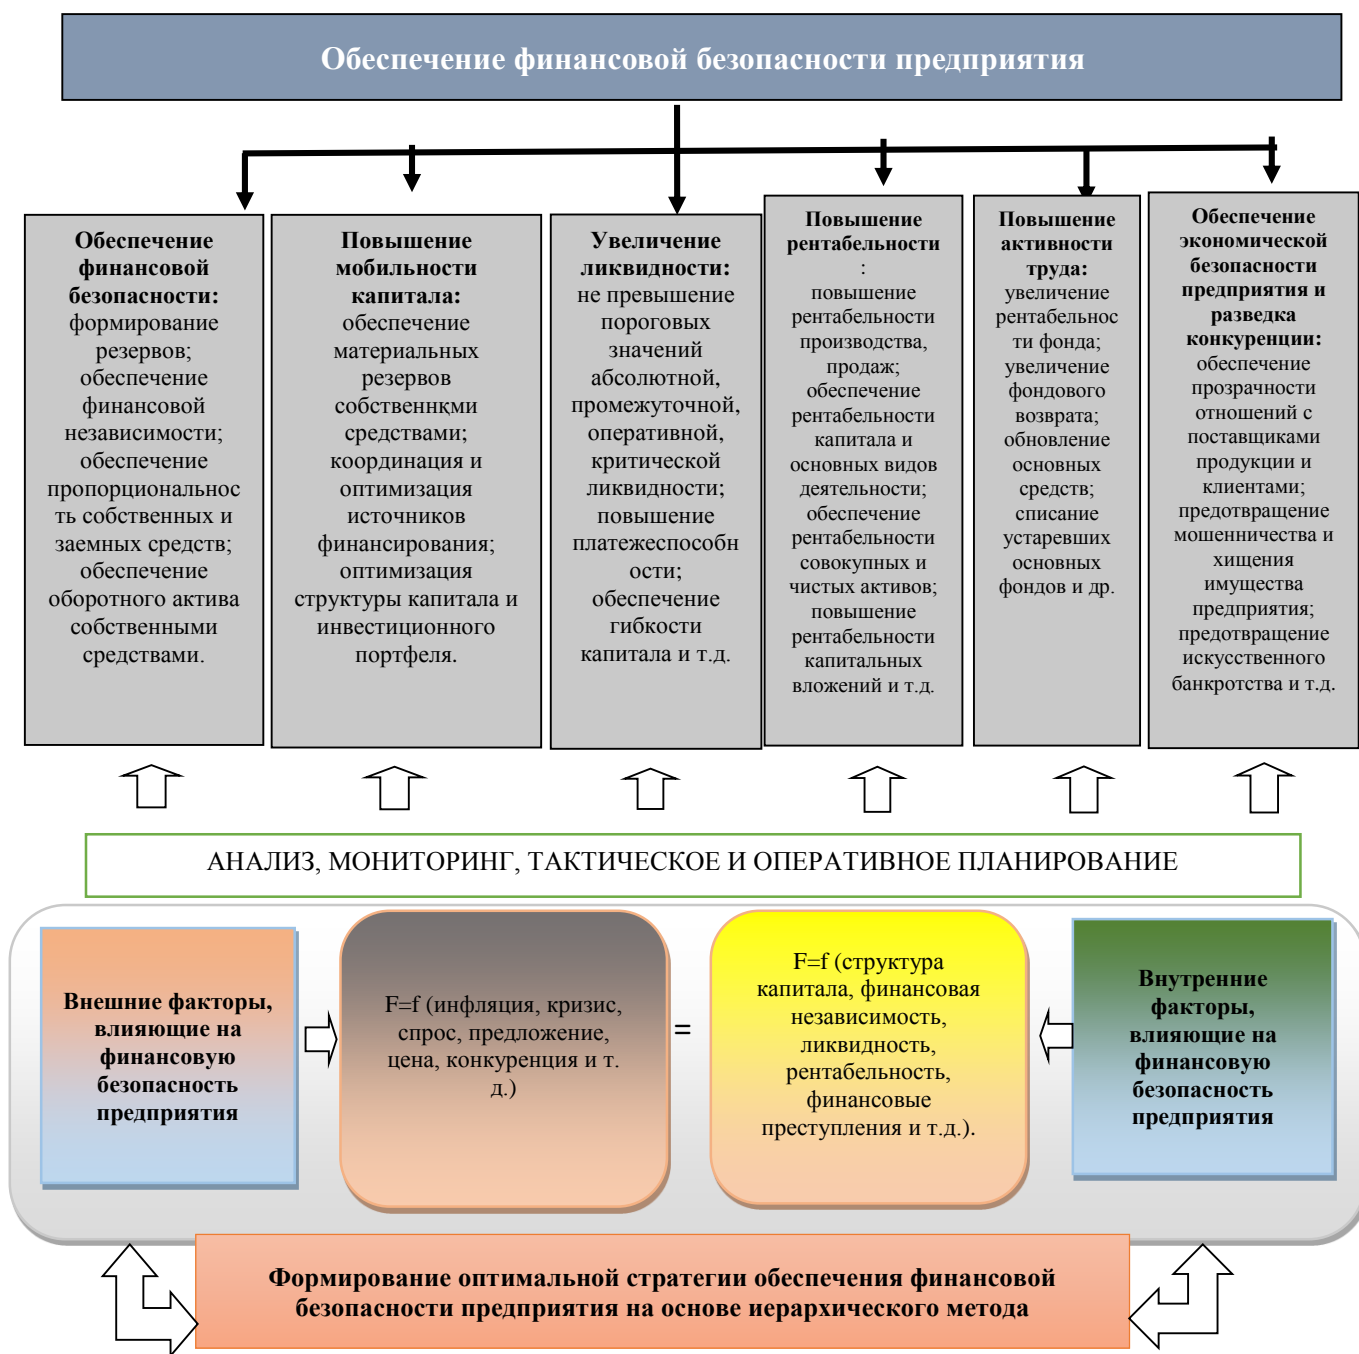 Обеспечение финансовой безопасности предприятия
Обеспечение
финансовой
безопасности:
формирование
резервов;
обеспечение
финансовой
независимости;
обеспечение
пропорциональнос
ть собственных и
заемных средств;
обеспечение
оборотного актива
собственными
средствами.
Повышение
мобильности
капитала:
обеспечение
материальных
резервов
собственнқми
средствами;
координация и
оптимизация
источников
финансирования;
оптимизация
структуры капитала и
инвестиционного
портфеля.
Увеличение
ликвидности:
не превышение
пороговых
значений
абсолютной,
промежуточной,
оперативной,
критической
ликвидности;
повышение
платежеспособн
ости;
обеспечение
гибкости
капитала и т.д.
Повышение
рентабельности
:
повышение
рентабельности
производства,
продаж;
обеспечение
рентабельности
капитала и
основных видов
деятельности;
обеспечение
рентабельности
совокупных и
чистых активов;
повышение
рентабельности
капитальных
вложений и т.д.
Повышение
активности
труда:
увеличение
рентабельнос
ти фонда;
увеличение
фондового
возврата;
обновление
основных
средств;
списание
устаревших
основных
фондов и др.
Обеспечение
экономической
безопасности
предприятия и
разведка
конкуренции:
обеспечение
прозрачности
отношений с
поставщиками
продукции и
клиентами;
предотвращение
мошенничества и
хищения
имущества
предприятия;
предотвращение
искусственного
банкротства и т.д.
АНАЛИЗ, МОНИТОРИНГ, ТАКТИЧЕСКОЕ И ОПЕРАТИВНОЕ ПЛАНИРОВАНИЕ
Внешние факторы,
влияющие на
финансовую
безопасность
предприятия
F=f (инфляция, кризис,
спрос, предложение,
цена, конкуренция и т.
д.)
=
F=f (структура
капитала, финансовая
независимость,
ликвидность,
рентабельность,
финансовые
преступления и т.д.).
Внутренние
факторы,
влияющие на
финансовую
безопасность
предприятия
Формирование оптимальной стратегии обеспечения финансовой
безопасности предприятия на основе иерархического метода